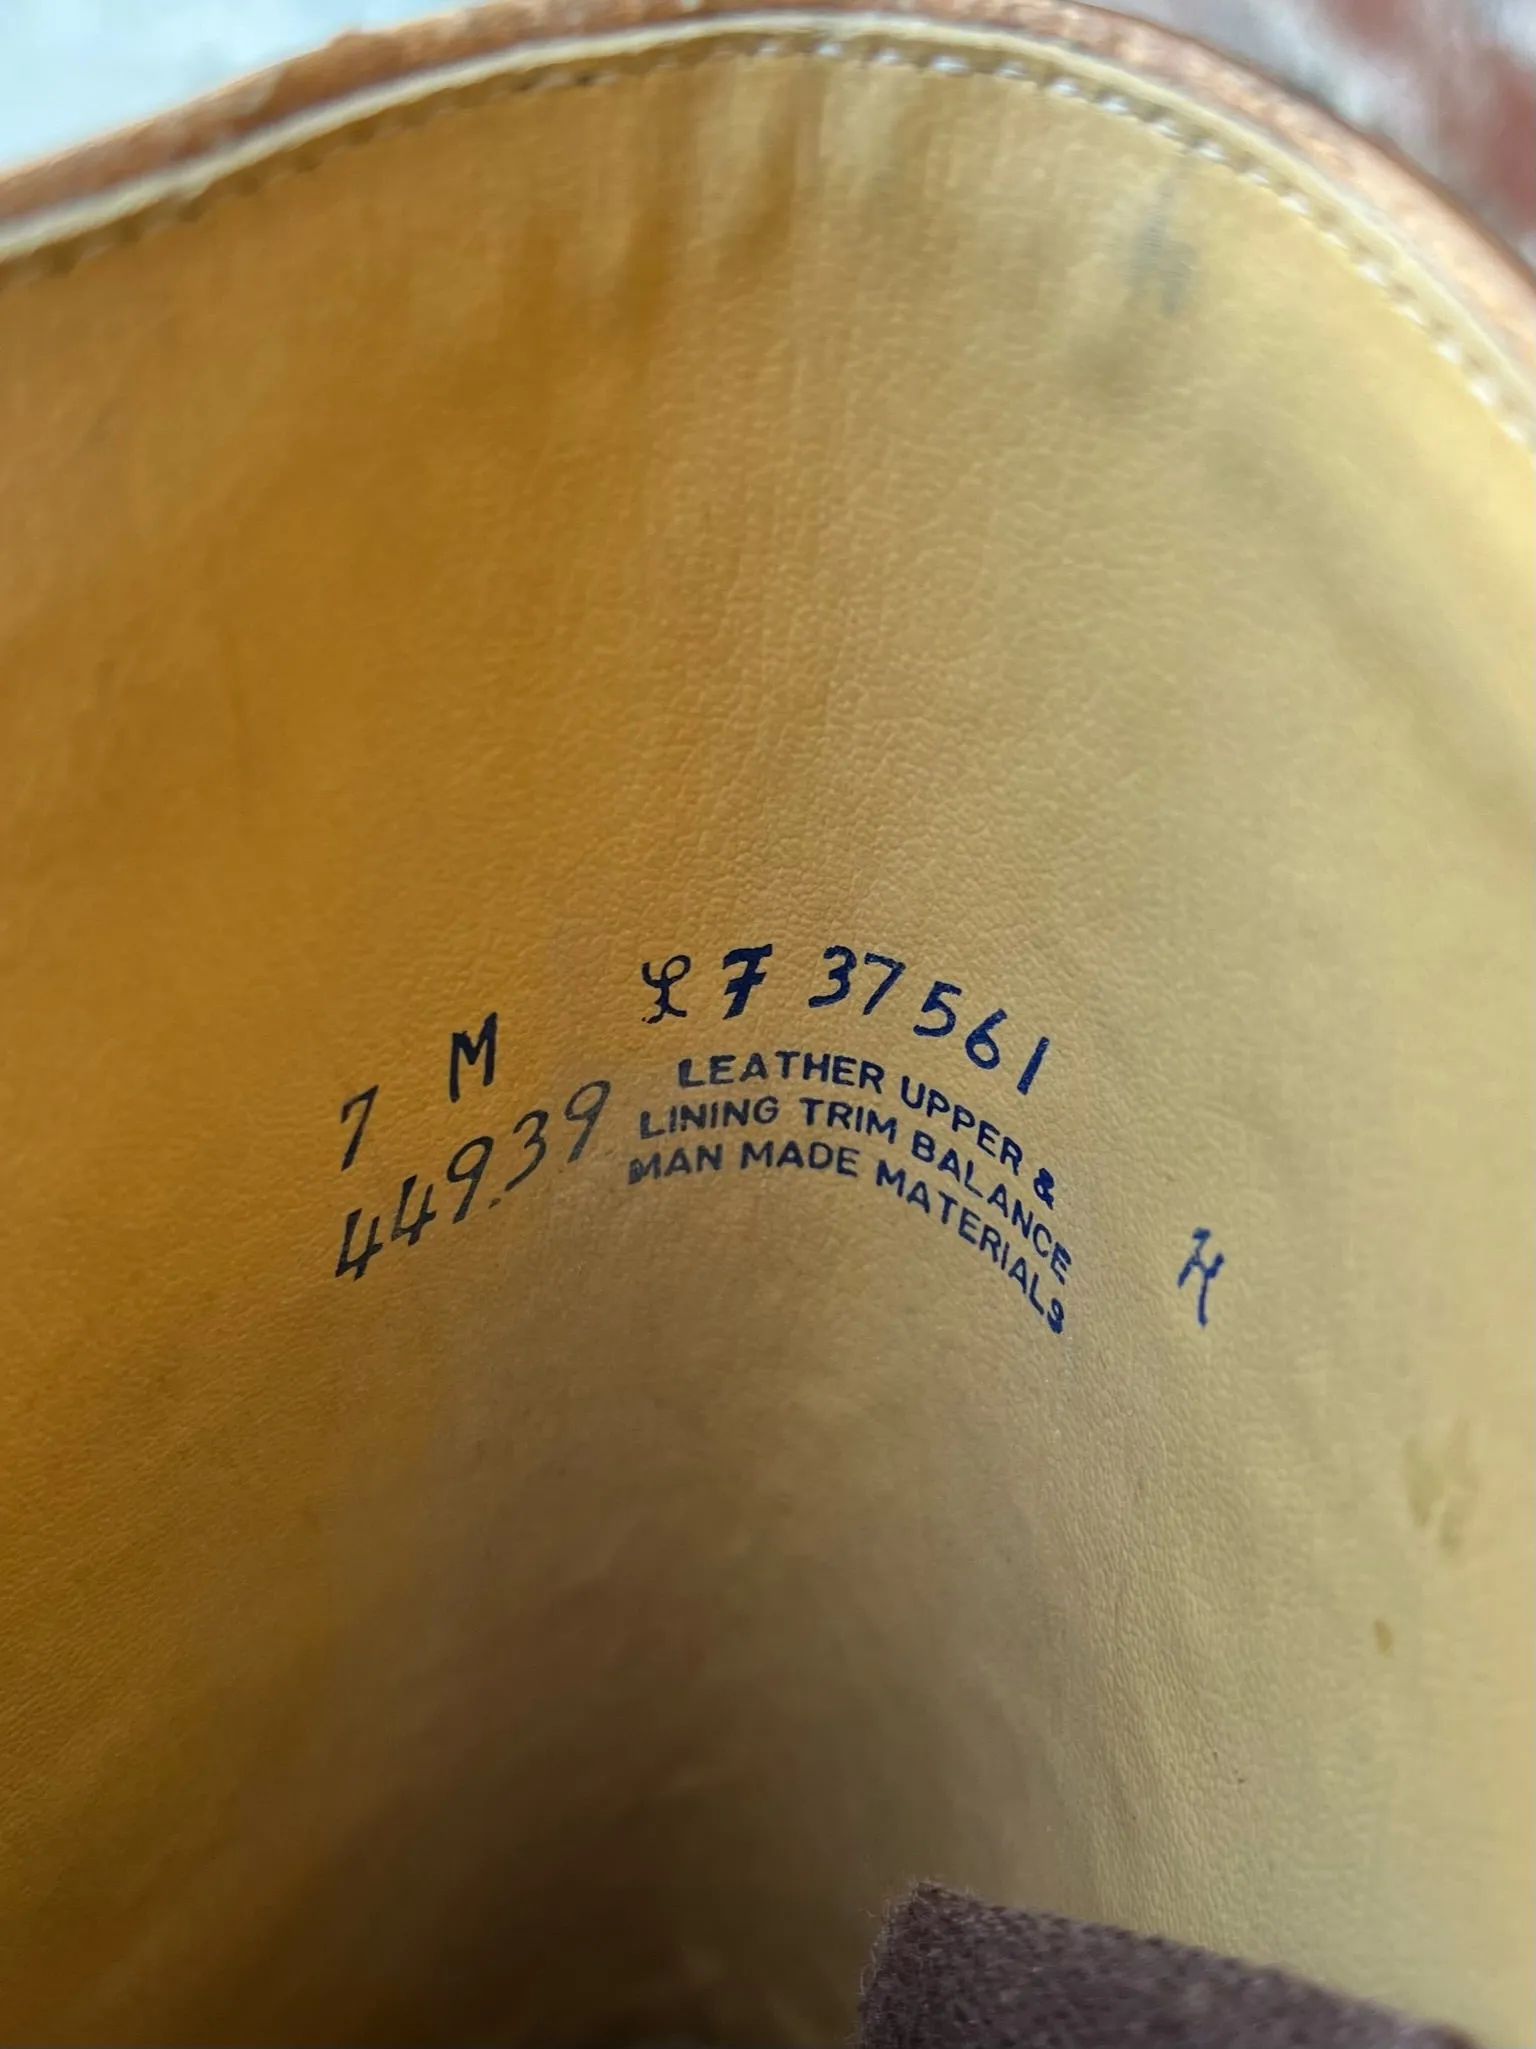 7 M
449.39
£7 37561
LEATHER UPPER &
LINING TRIM BALANCE
MAN MADE MATERIALS